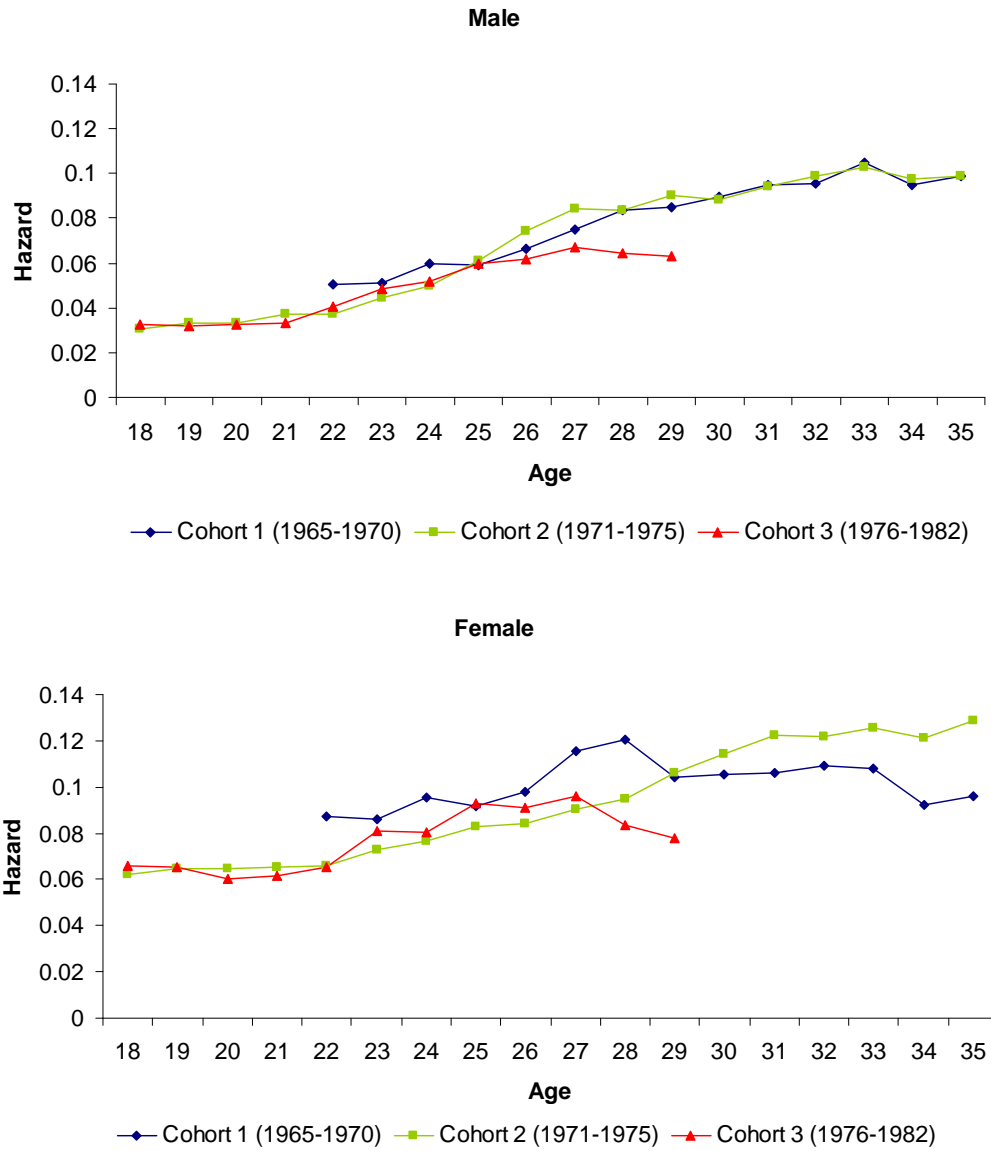 Male
0.14
0.12
0.1
0.08
0.06
0.04
0.02
0
Hazard
18 19 20 21 22 23 24 25 26 27 28 29 30 31 32 33 34 35
Age
Cohort 1 (1965-1970) Cohort 2 (1971-1975) Cohort 3 (1976-1982)
Female
0.14
0.12
0.1
0.08
0.06
0.04
0.02
0
Hazard
18 19 20 21 22 23 24 25 26 27 28 29 30 31 32 33 34 35
Age
Cohort 1 (1965-1970) Cohort 2 (1971-1975) Cohort 3 (1976-1982)